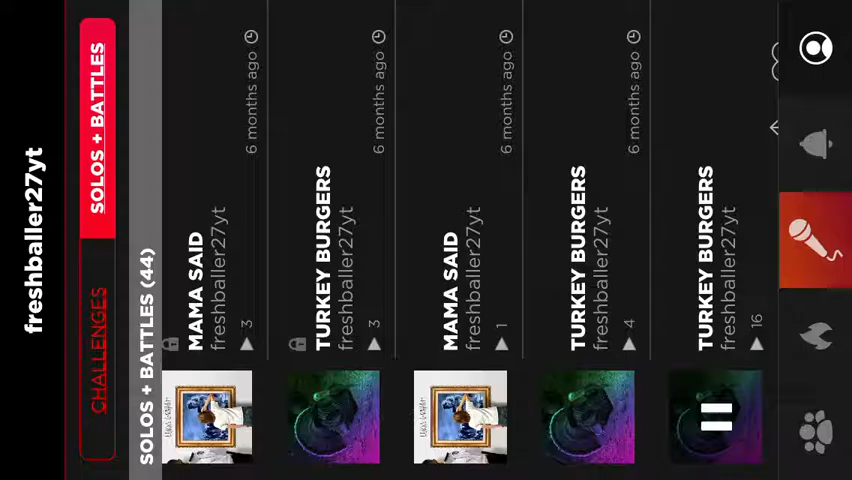 freshballer27yt
CHALLENGES
SOLOS + BATTLES
SOLOS + BATTLES (44)
MAMA SAID
freshballer27yt
3
6 months ago
TURKEY BURGERS
freshballer27yt
3
6 months ago
MAMA SAID
freshballer27yt
1
6 months ago
TURKEY BURGERS
freshballer27yt
4
6 months ago
TURKEY BURGERS
freshballer27yt
16